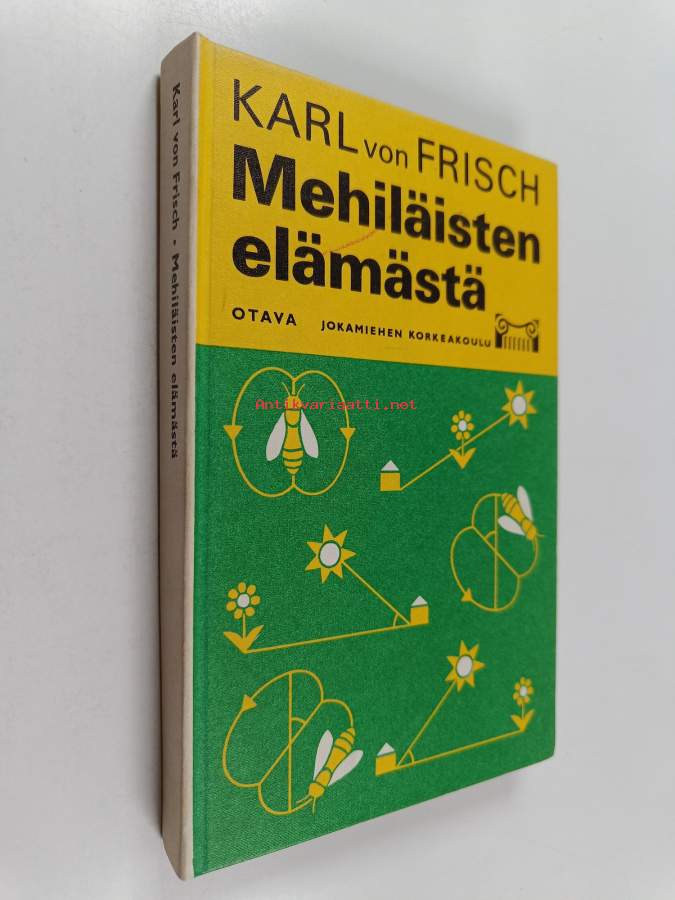 Karl von Frisch • Mehiläisten elämästä
KARL von FRISCH
Mehiläisten
elämästä
OTAVA JOKAMIEHEN KORKEAKOULU
Antikvariaatti.net